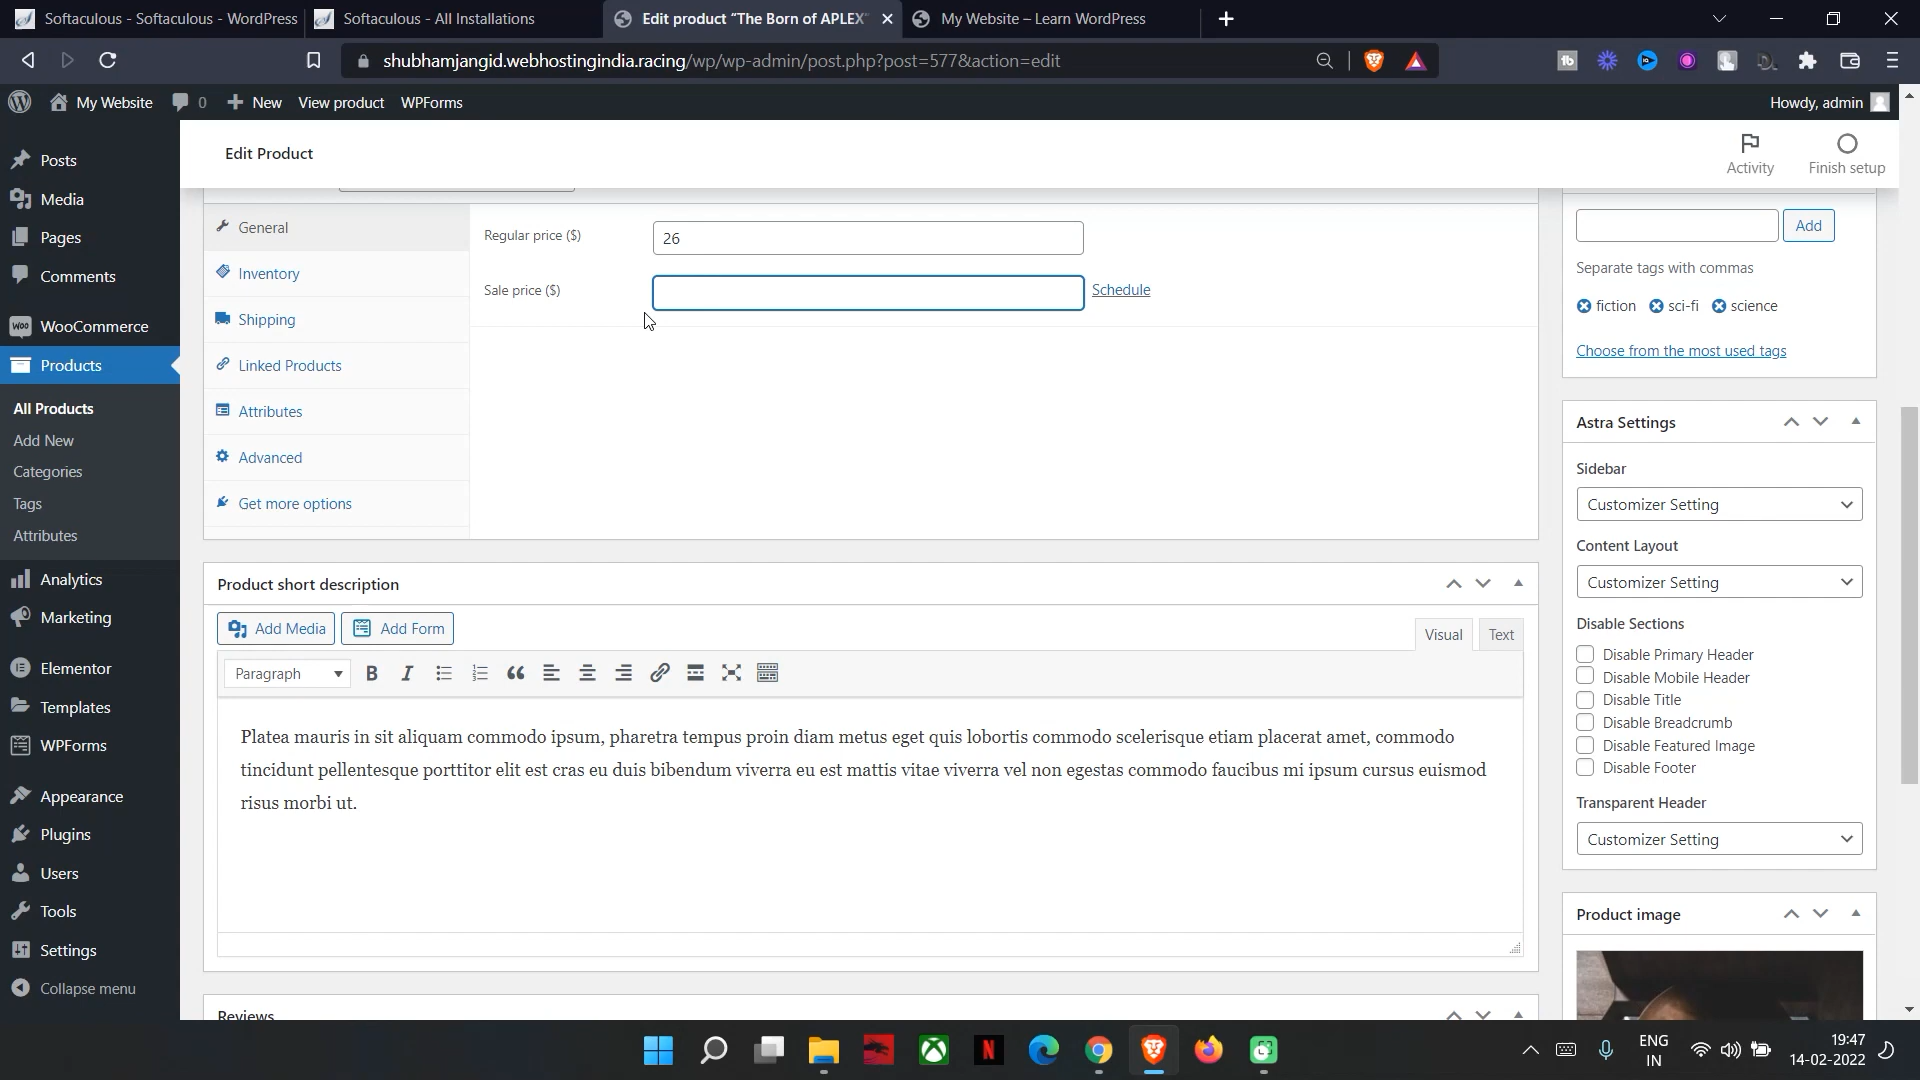 Softaculous - Softaculous - WordPress
Softaculous - All Installations
Edit product "The Born of APLEX"
My Website – Learn WordPress
shubhamjangid.webhostingindia.racing/wp/wp-admin/post.php?post=577&action=edit
My Website
0
New
View product
WPForms
Howdy, admin
Posts
Media
Pages
Comments
WooCommerce
Products
All Products
Add New
Categories
Tags
Attributes
Analytics
Marketing
Elementor
Templates
WPForms
Appearance
Plugins
Users
Tools
Settings
Collapse menu
Edit Product
Activity
Finish setup
General
Inventory
Shipping
Linked Products
Attributes
Advanced
Get more options
Regular price ($)
26
Sale price ($)
Schedule
Product short description
Add Media
Add Form
Visual
Text
Paragraph
Platea mauris in sit aliquam commodo ipsum, pharetra tempus proin diam metus eget quis lobortis commodo scelerisque etiam placerat amet, commodo
tincidunt pellentesque porttitor elit est cras eu duis bibendum viverra eu est mattis vitae viverra vel non egestas commodo faucibus mi ipsum cursus euismod
risus morbi ut.
Reviews
Add
Separate tags with commas
fiction
sci-fi
science
Choose from the most used tags
Astra Settings
Sidebar
Customizer Setting
Content Layout
Customizer Setting
Disable Sections
Disable Primary Header
Disable Mobile Header
Disable Title
Disable Breadcrumb
Disable Featured Image
Disable Footer
Transparent Header
Customizer Setting
Product image
ENG
IN
19:47
14-02-2022